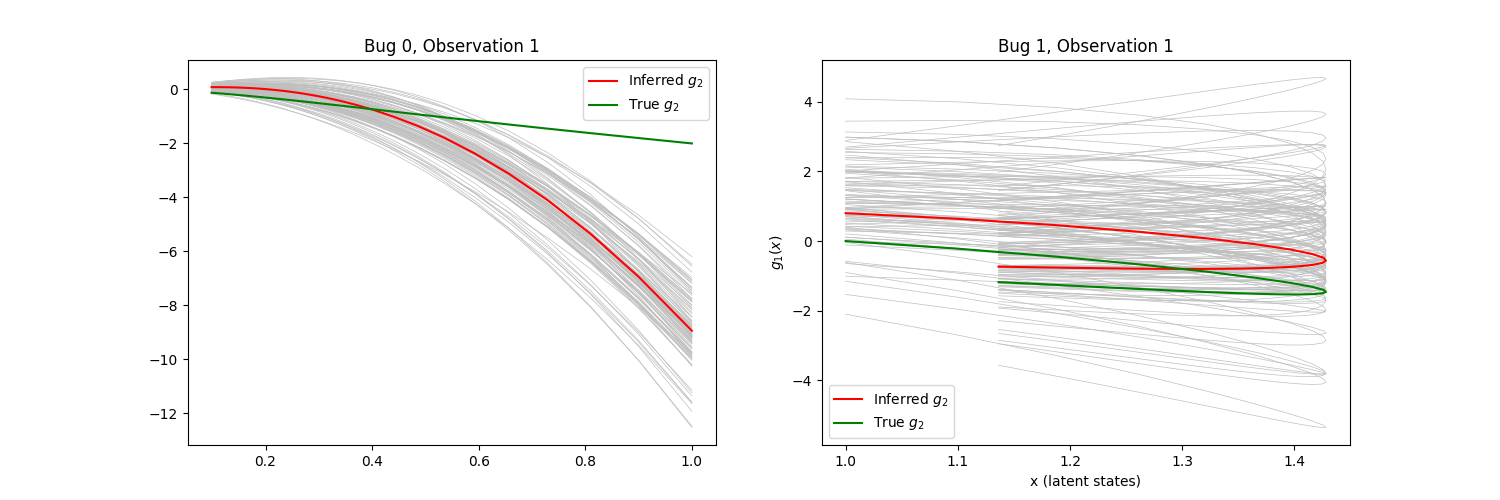 Bug 0, Observation 1
0
−2
−4
−6
−8
−10
−12
0.2 0.4 0.6 0.8 1.0
Inferred g₂
True g₂
Bug 1, Observation 1
g₁(x)
4
2
0
−2
−4
1.0 1.1 1.2 1.3 1.4
x (latent states)
Inferred g₂
True g₂